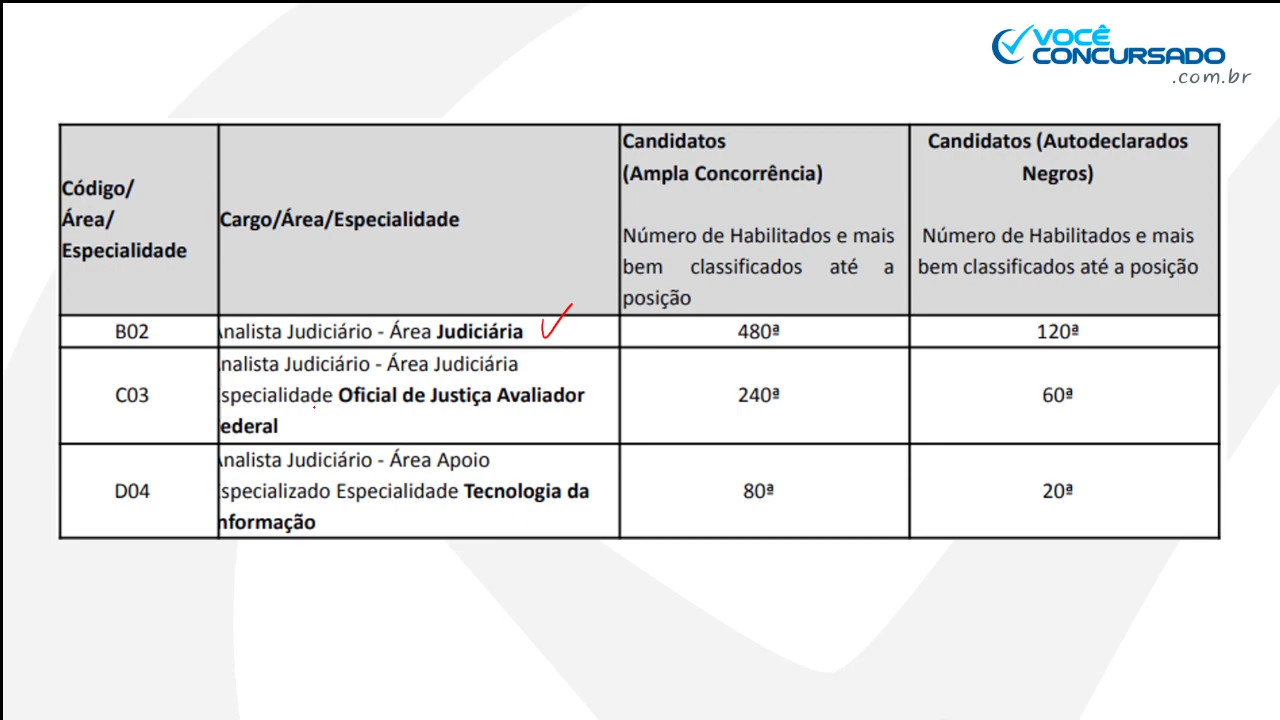 VOCÊ
CONCURSADO
.com.br
Código/
Área/
Especialidade
Cargo/Área/Especialidade
Candidatos
(Ampla Concorrência)
Número de Habilitados e mais
bem classificados até a
posição
Candidatos (Autodeclarados
Negros)
Número de Habilitados e mais
bem classificados até a posição
B02
nalista Judiciário - Área Judiciária
480ª
120ª
C03
nalista Judiciário - Área Judiciária
specialidade Oficial de Justiça Avaliador
ederal
240ª
60ª
D04
nalista Judiciário - Área Apoio
specializado Especialidade Tecnologia da
nformação
80ª
20ª